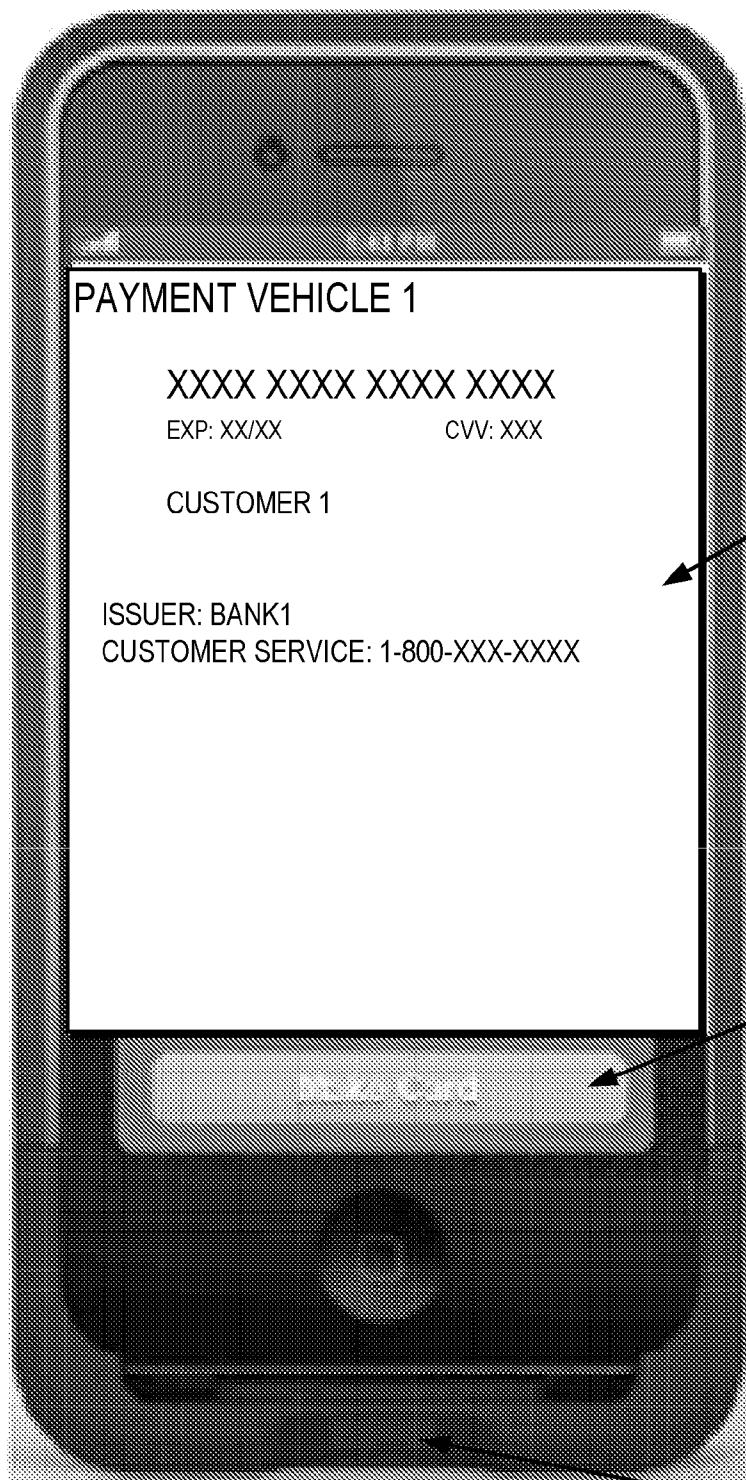 PAYMENT VEHICLE 1
XXXX XXXX XXXX XXXX
EXP: XX/XX CVV: XXX
CUSTOMER 1
ISSUER: BANK1
CUSTOMER SERVICE: 1-800-XXX-XXXX